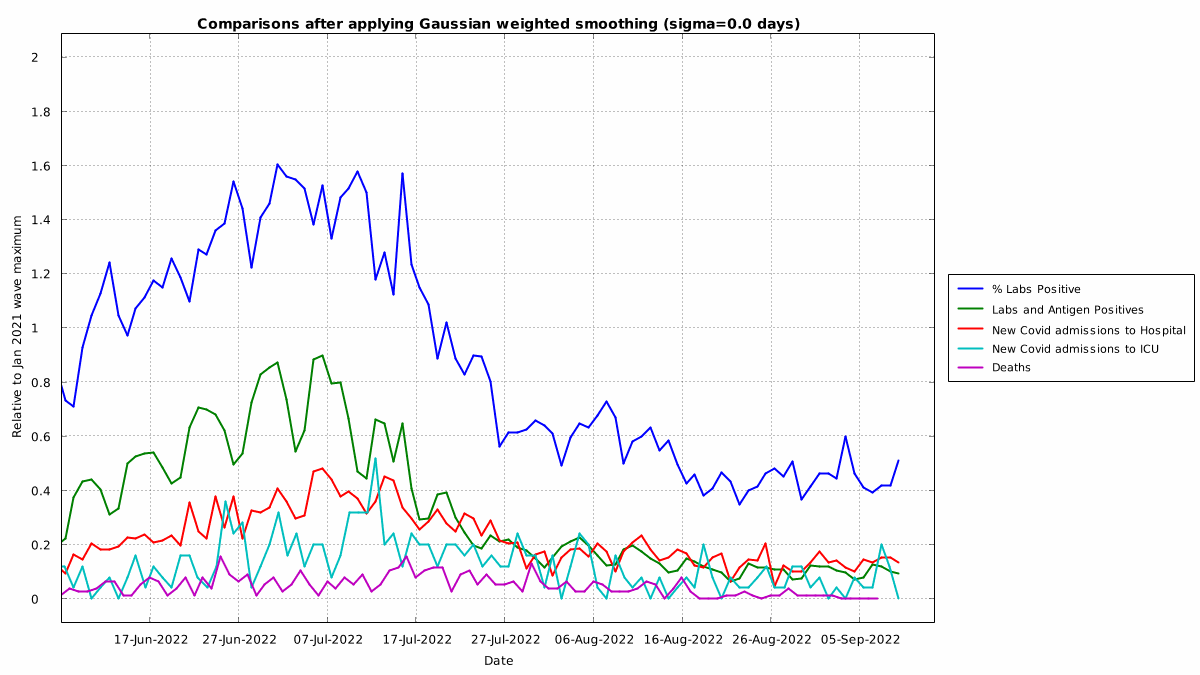 Comparisons after applying Gaussian weighted smoothing (sigma=0.0 days)
2
1.8
1.6
1.4
1.2
1
0.8
0.6
0.4
0.2
0
Relative to Jan 2021 wave maximum
17-Jun-2022 27-Jun-2022 07-Jul-2022 17-Jul-2022 27-Jul-2022 06-Aug-2022 16-Aug-2022 26-Aug-2022 05-Sep-2022
Date
% Labs Positive
Labs and Antigen Positives
New Covid admissions to Hospital
New Covid admissions to ICU
Deaths